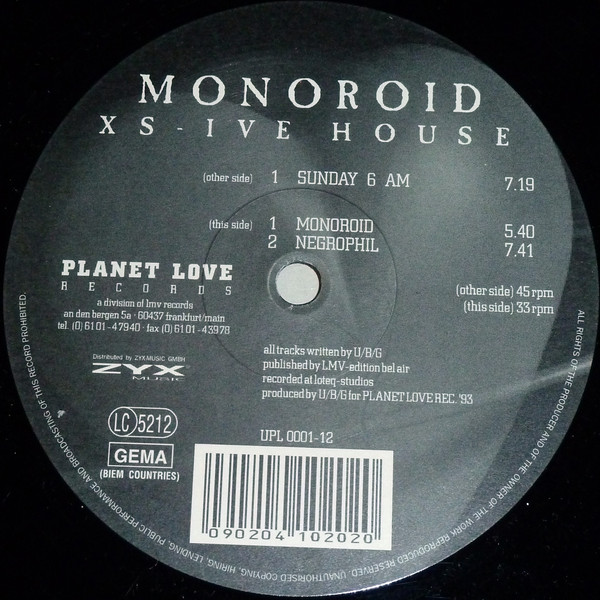 MONOROID
XS-IVE HOUSE
(other side) 1 SUNDAY 6 AM 7.19
(this side) 1 MONOROID 5.40
2 NEGROPHIL 7.41
PLANET LOVE
RECORDS
a division of lmv records
an den bergen 5a · 60437 frankfurt/main
tel. (0) 61 01 - 47940 · fax (0) 61 01 - 43978
(other side) 45 rpm
(this side) 33 rpm
Distributed by ZYX-MUSIC GMBH
ZYX
MUSIC
all tracks written by U/B/G
published by LMV-edition bel air
recorded at loteq-studios
produced by U/B/G for PLANET LOVE REC. '93
LC 5212
GEMA
(BIEM COUNTRIES)
UPL 0001-12
090204 102020
ALL RIGHTS OF THE PRODUCER AND OF THE OWNER OF THE WORK REPRODUCED RESERVED. UNAUTHORISED COPYING, HIRING, LENDING, PUBLIC PERFORMANCE AND BROADCASTING OF THIS RECORD PROHIBITED.